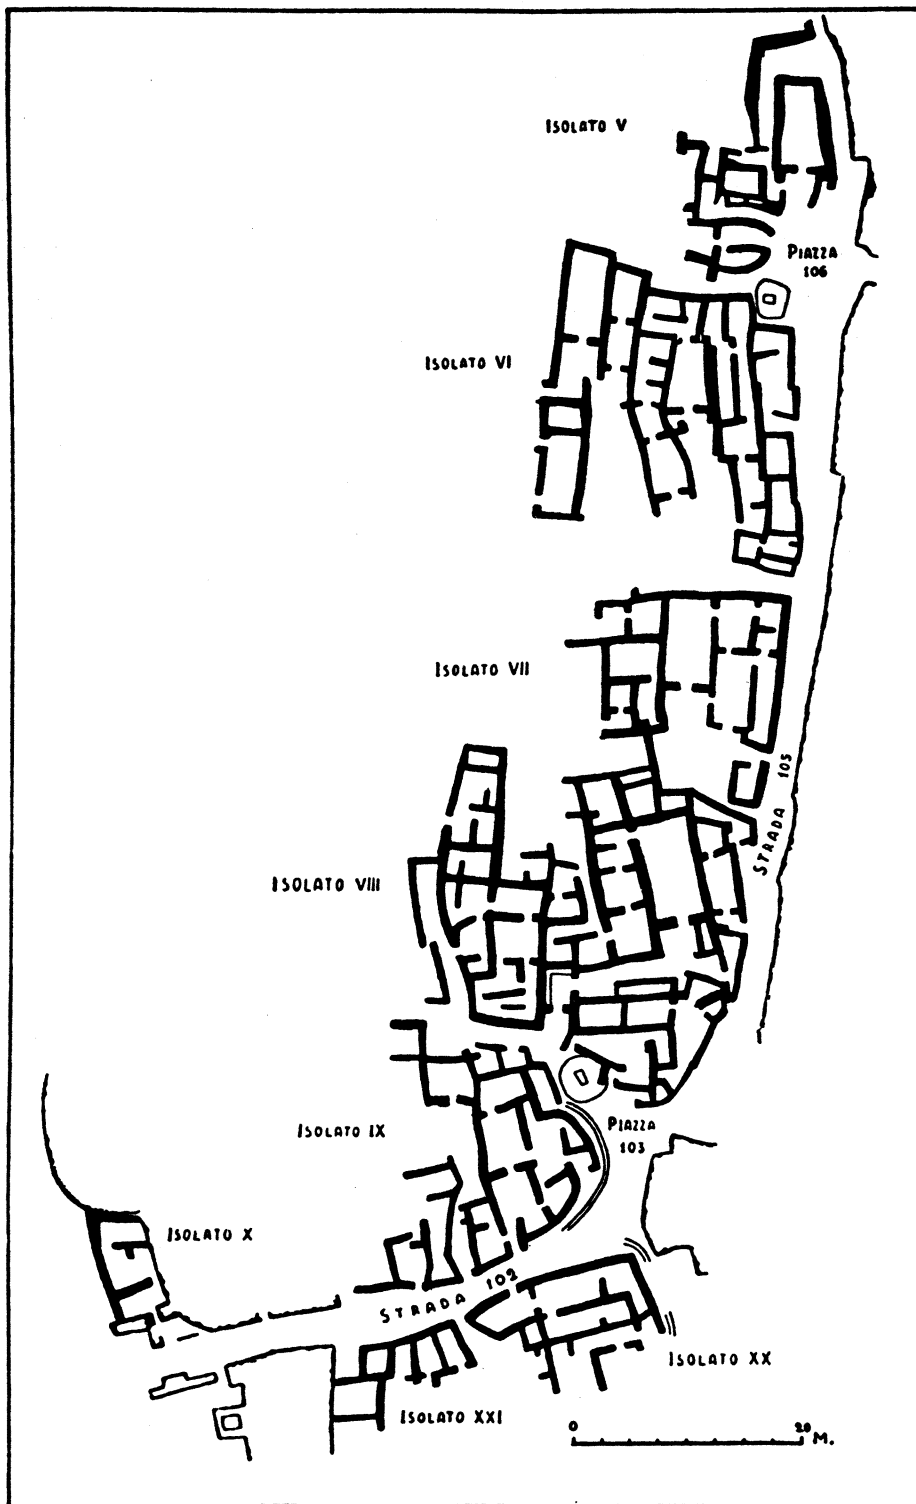 ISOLATO V
PIAZZA
106
ISOLATO VI
ISOLATO VII
STRADA 105
ISOLATO VIII
ISOLATO IX
PIAZZA
103
ISOLATO X
STRADA 102
ISOLATO XX
ISOLATO XXI
0 20 M.